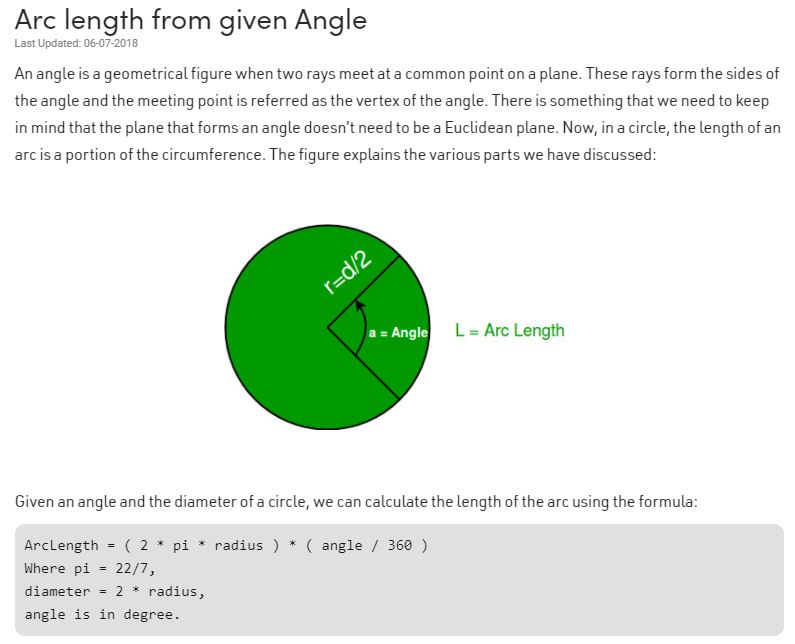 Arc length from given Angle
Last Updated: 06-07-2018
An angle is a geometrical figure when two rays meet at a common point on a plane. These rays form the sides of
the angle and the meeting point is referred as the vertex of the angle. There is something that we need to keep
in mind that the plane that forms an angle doesn't need to be a Euclidean plane. Now, in a circle, the length of an
arc is a portion of the circumference. The figure explains the various parts we have discussed:
r=d/2
a = Angle
L = Arc Length
Given an angle and the diameter of a circle, we can calculate the length of the arc using the formula:
ArcLength = ( 2 * pi * radius ) * ( angle / 360 )
Where pi = 22/7,
diameter = 2 * radius,
angle is in degree.